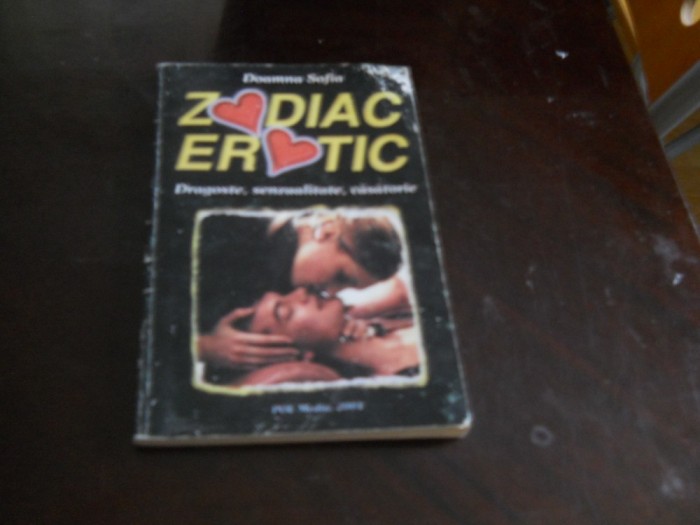 Doamna Sofia
ZODIAC
EROTIC
Dragoste, senzualitate, căsătorie